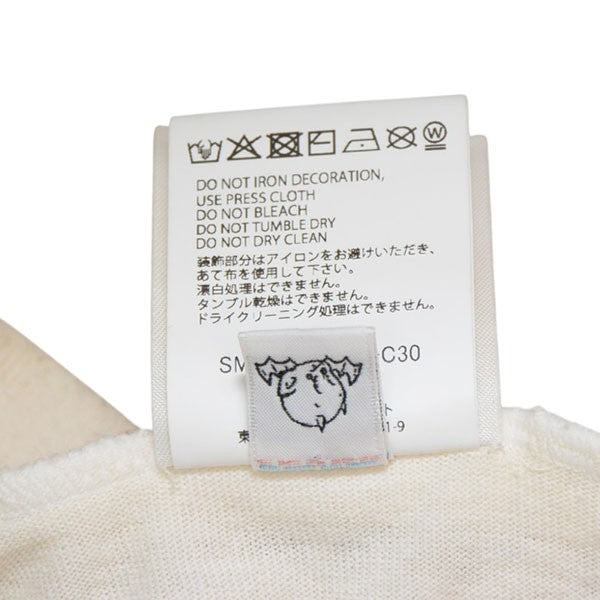 DO NOT IRON DECORATION,
USE PRESS CLOTH
DO NOT BLEACH
DO NOT TUMBLE DRY
DO NOT DRY CLEAN
装飾部分はアイロンをお避けいただき、
あて布を使用して下さい。
漂白処理はできません。
タンブル乾燥はできません。
ドライクリーニング処理はできません。
SM C30
ト
東 1-9